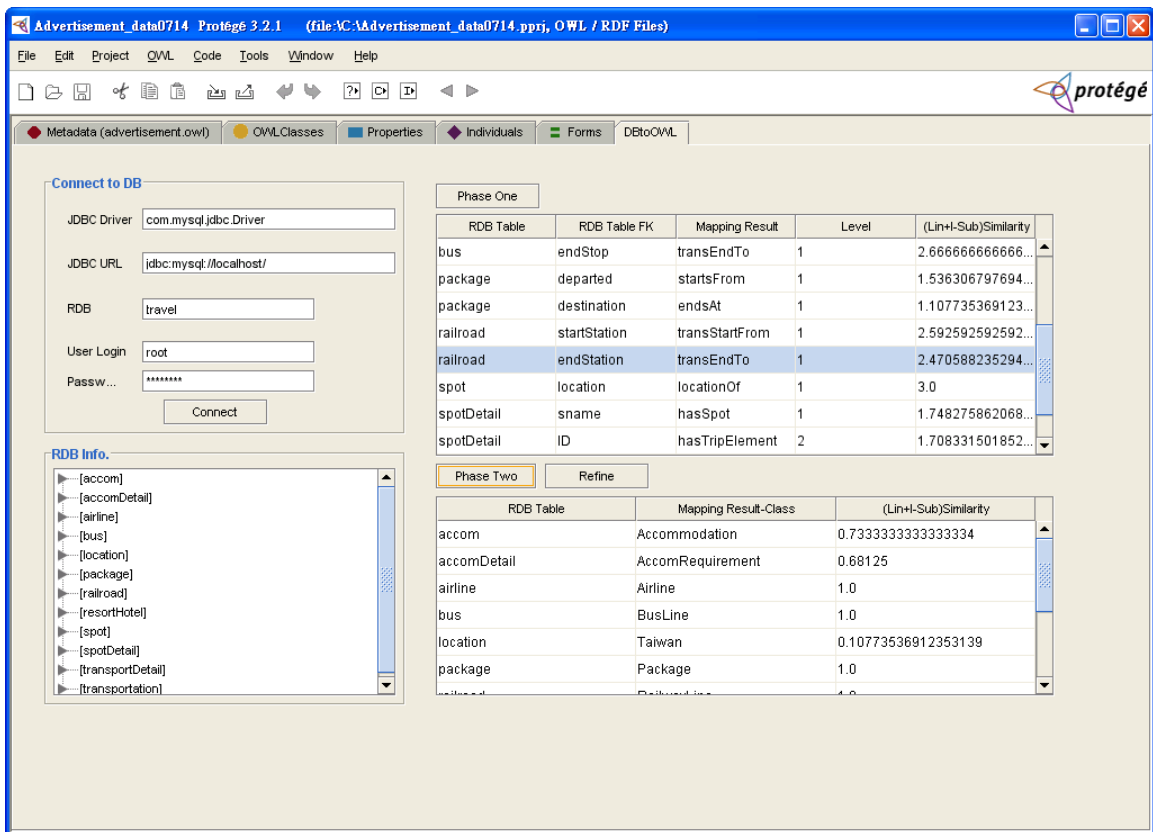 Advertisement_data0714 Protégé 3.2.1 (file:\C:\Advertisement_data0714.pprj, OWL / RDF Files)
File Edit Project OWL Code Tools Window Help
protégé
Metadata (advertisement.owl) OWLClasses Properties Individuals Forms DBtoOWL
Connect to DB
JDBC Driver com.mysql.jdbc.Driver
JDBC URL jdbc:mysql://localhost/
RDB travel
User Login root
Passw... ********
Connect
RDB Info.
[accom]
[accomDetail]
[airline]
[bus]
[location]
[package]
[railroad]
[resortHotel]
[spot]
[spotDetail]
[transportDetail]
[transportation]
Phase One
RDB Table RDB Table FK Mapping Result Level (Lin+I-Sub)Similarity
bus endStop transEndTo 1 2.666666666666...
package departed startsFrom 1 1.536306797694...
package destination endsAt 1 1.107735369123...
railroad startStation transStartFrom 1 2.592592592592...
railroad endStation transEndTo 1 2.470588235294...
spot location locationOf 1 3.0
spotDetail sname hasSpot 1 1.748275862068...
spotDetail ID hasTripElement 2 1.708331501852...
Phase Two Refine
RDB Table Mapping Result-Class (Lin+I-Sub)Similarity
accom Accommodation 0.7333333333333334
accomDetail AccomRequirement 0.68125
airline Airline 1.0
bus BusLine 1.0
location Taiwan 0.10773536912353139
package Package 1.0
railroad RailwayLine 1.0